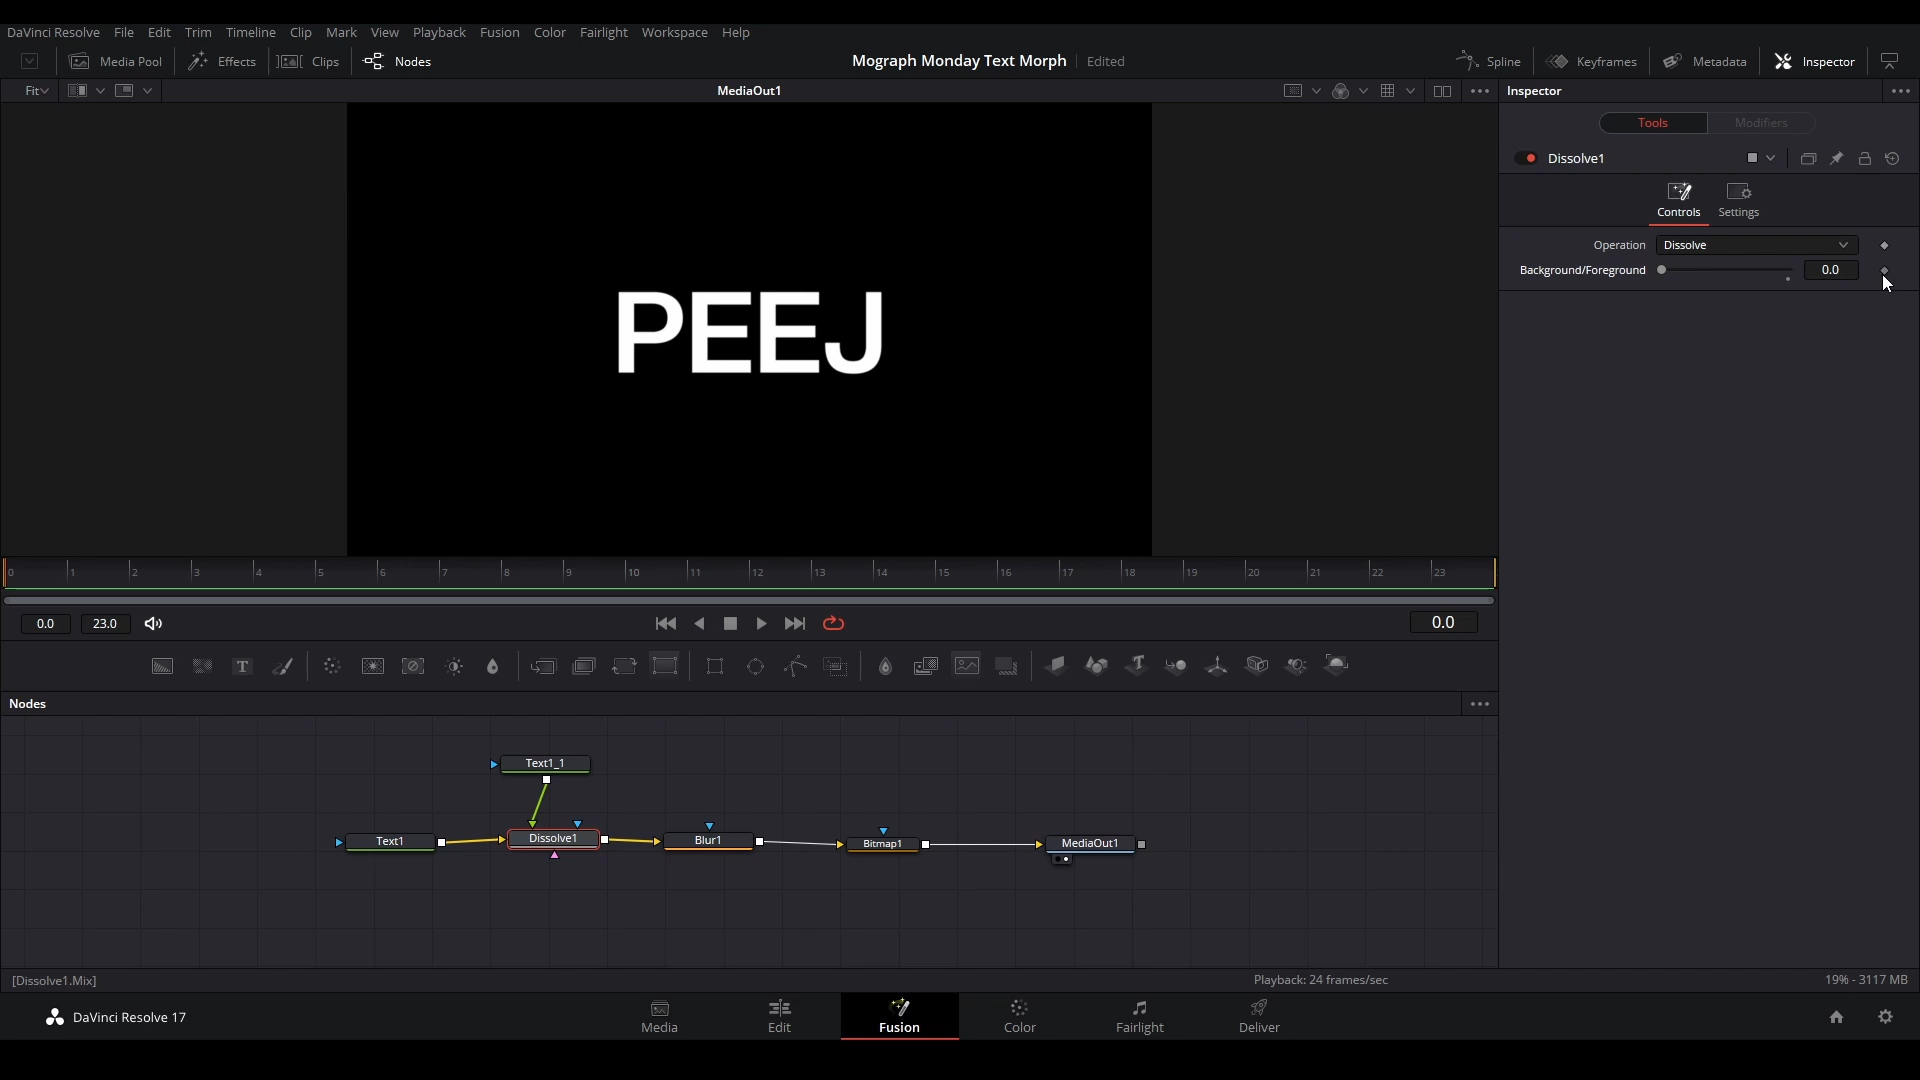 DaVinci Resolve File Edit Trim Timeline Clip Mark View Playback Fusion Color Fairlight Workspace Help
Media Pool Effects Clips Nodes Mograph Monday Text Morph Edited Spline Keyframes Metadata Inspector
Fit MediaOut1 Inspector
Tools Modifiers
Dissolve1
Controls Settings
Operation Dissolve
Background/Foreground 0.0
PEEJ
0 1 2 3 4 5 6 7 8 9 10 11 12 13 14 15 16 17 18 19 20 21 22 23
0.0 23.0 0.0
T
Nodes
Text1_1
Text1 Dissolve1 Blur1 Bitmap1 MediaOut1
[Dissolve1.Mix] Playback: 24 frames/sec 19% - 3117 MB
DaVinci Resolve 17 Media Edit Fusion Color Fairlight Deliver